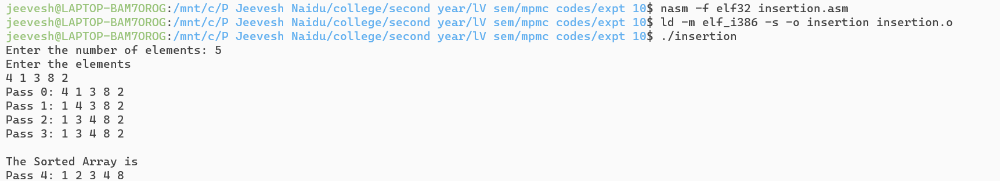 jeevesh@LAPTOP-BAM7OROG:/mnt/c/P Jeevesh Naidu/college/second year/lV sem/mpmc codes/expt 10$ nasm -f elf32 insertion.asm
jeevesh@LAPTOP-BAM7OROG:/mnt/c/P Jeevesh Naidu/college/second year/lV sem/mpmc codes/expt 10$ ld -m elf_i386 -s -o insertion insertion.o
jeevesh@LAPTOP-BAM7OROG:/mnt/c/P Jeevesh Naidu/college/second year/lV sem/mpmc codes/expt 10$ ./insertion
Enter the number of elements: 5
Enter the elements
4 1 3 8 2
Pass 0: 4 1 3 8 2
Pass 1: 1 4 3 8 2
Pass 2: 1 3 4 8 2
Pass 3: 1 3 4 8 2
The Sorted Array is
Pass 4: 1 2 3 4 8